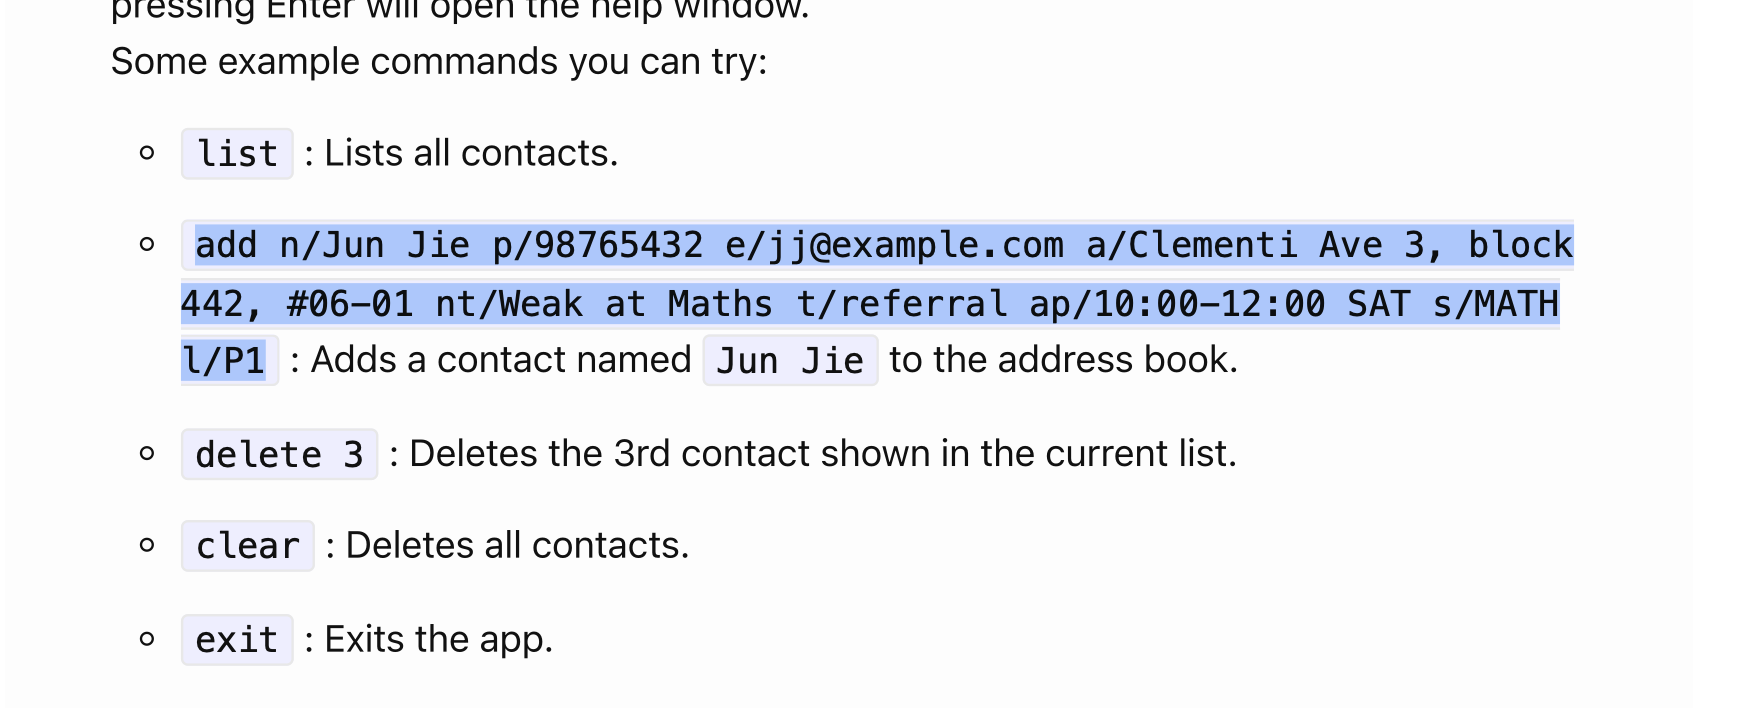 pressing Enter will open the help window.
Some example commands you can try:
list : Lists all contacts.
add n/Jun Jie p/98765432 e/jj@example.com a/Clementi Ave 3, block
442, #06-01 nt/Weak at Maths t/referral ap/10:00-12:00 SAT s/MATH
l/P1 : Adds a contact named Jun Jie to the address book.
delete 3 : Deletes the 3rd contact shown in the current list.
clear : Deletes all contacts.
exit : Exits the app.